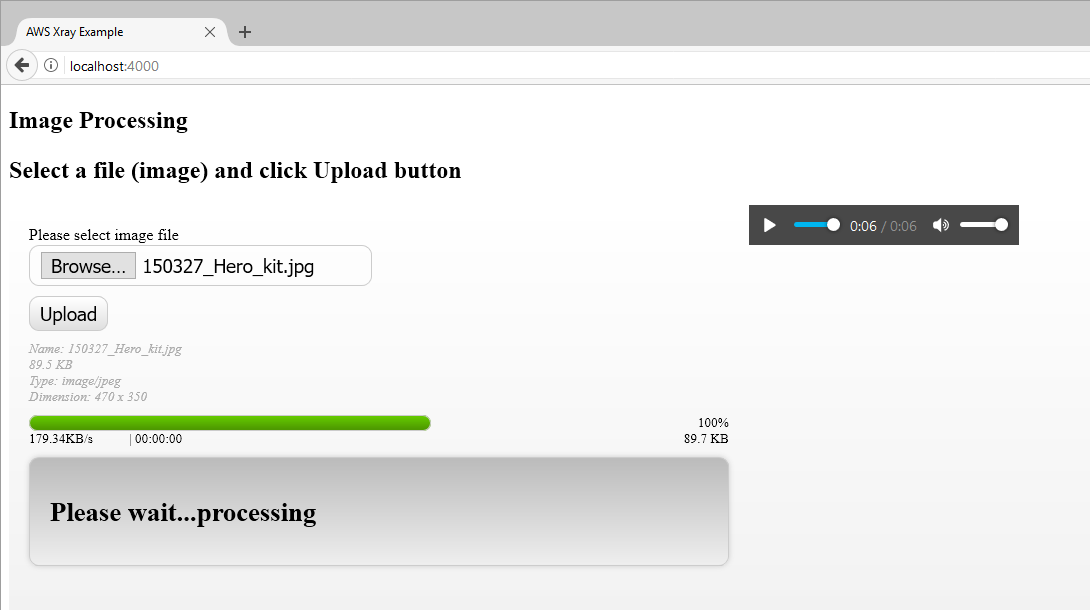 AWS Xray Example
localhost:4000
Image Processing
Select a file (image) and click Upload button
Please select image file
Browse... 150327_Hero_kit.jpg
0:06 / 0:06
Upload
Name: 150327_Hero_kit.jpg
89.5 KB
Type: image/jpeg
Dimension: 470 x 350
100%
179.34KB/s | 00:00:00 89.7 KB
Please wait...processing